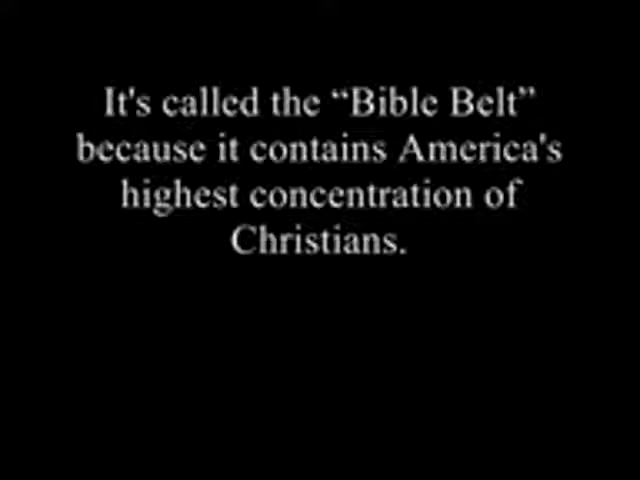 It's called the “Bible Belt”
because it contains America's
highest concentration of
Christians.